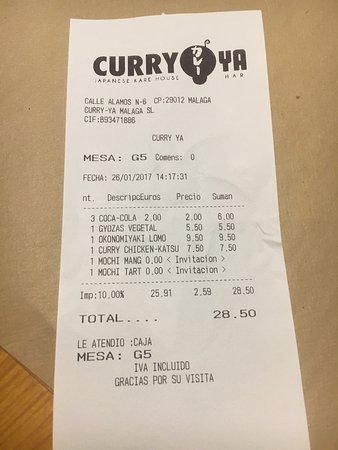 CURRY YA
カレー
JAPANESE KARE HOUSE BAR
CALLE ALAMOS N-6 CP:29012 MALAGA
CURRY-YA MALAGA SL
CIF:B93471886
CURRY YA
MESA: G5 Comens: 0
FECHA: 26/01/2017 14:17:31
nt. DescripcEuros Precio Suman
3 COCA-COLA 2,00 2,00 6,00
1 GYOZAS VEGETAL 5,50 5,50
1 OKONOMIYAKI LOMO 9,50 9,50
1 CURRY CHICKEN-KATSU 7,50 7,50
1 MOCHI MANG 0.00 < Invitacion >
1 MOCHI TART 0.00 < Invitacion >
Imp:10,00% 25,91 2,59 28.50
TOTAL.... 28.50
LE ATENDIO :CAJA
MESA: G5
IVA INCLUIDO
GRACIAS POR SU VISITA